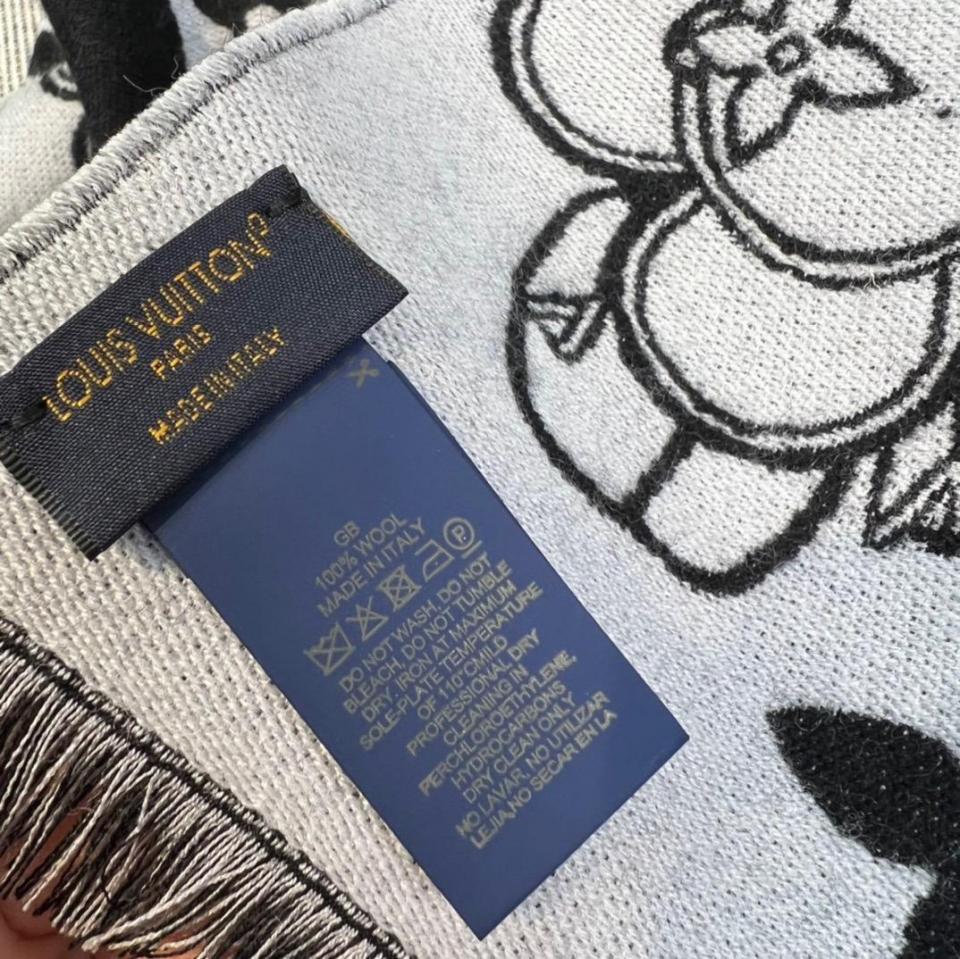 LOUIS VUITTON
PARIS
MADE IN ITALY
GB
100% WOOL
MADE IN ITALY
P
DO NOT WASH, DO NOT
BLEACH, DO NOT TUMBLE
DRY. IRON AT MAXIMUM
SOLE-PLATE TEMPERATURE
OF 110°CMILD
PROFESSIONAL DRY
CLEANING IN
PERCHLOROETHYLENE,
HYDROCARBONS
DRY CLEAN ONLY
NO LAVAR, NO UTILIZAR
LEJIA,NO SECAR EN LA